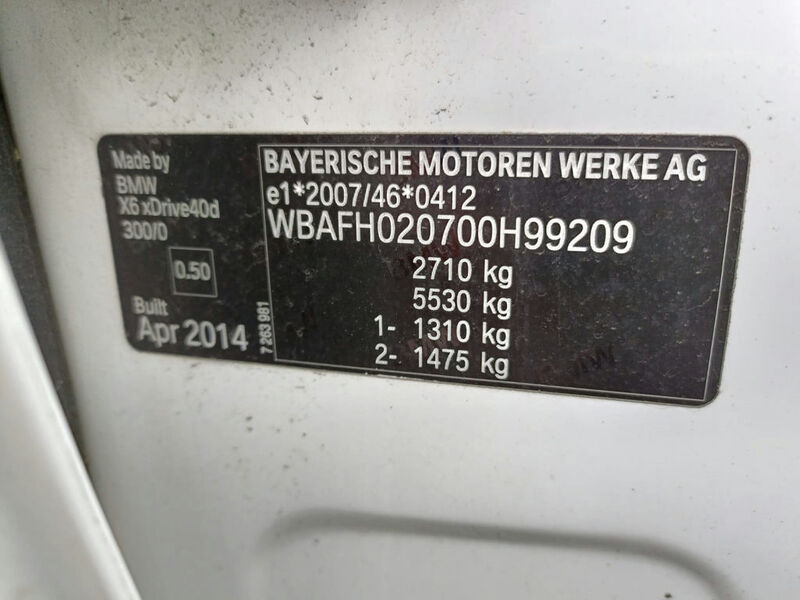 Made by
BMW
X6 xDrive40d
300/0
0.50
Built
Apr 2014
7 263 981
BAYERISCHE MOTOREN WERKE AG
e1*2007/46*0412
WBAFH020700H99209
2710 kg
5530 kg
1- 1310 kg
2- 1475 kg